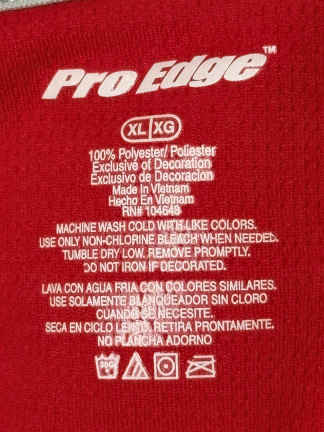 Pro Edge™
XL|XG
100% Polyester/ Poliester
Exclusive of Decoration
Exclusivo de Decoracion
Made In Vietnam
Hecho En Vietnam
RN# 104648
MACHINE WASH COLD WITH LIKE COLORS.
USE ONLY NON-CHLORINE BLEACH WHEN NEEDED.
TUMBLE DRY LOW. REMOVE PROMPTLY.
DO NOT IRON IF DECORATED.
LAVA CON AGUA FRIA CON COLORES SIMILARES.
USE SOLAMENTE BLANQUEADOR SIN CLORO
CUANDO SE NECESITE.
SECA EN CICLO LENTO. RETIRA PRONTAMENTE.
NO PLANCHA ADORNO
30C